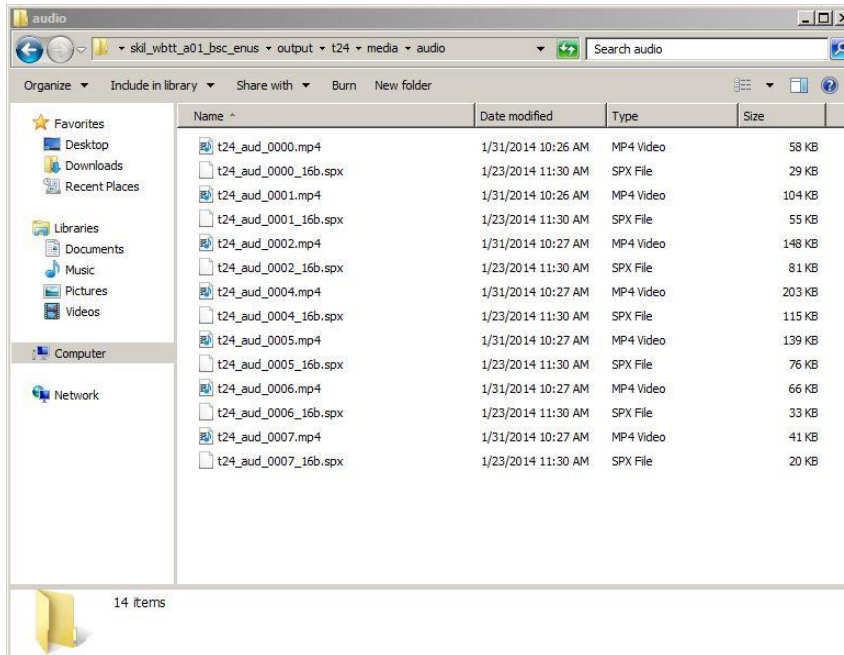 audio
skil_wbtt_a01_bsc_enus output t24 media audio Search audio
Organize Include in library Share with Burn New folder
Favorites
Desktop
Downloads
Recent Places
Libraries
Documents
Music
Pictures
Videos
Computer
Network
Name Date modified Type Size
t24_aud_0000.mp4 1/31/2014 10:26 AM MP4 Video 58 KB
t24_aud_0000_16b.spx 1/23/2014 11:30 AM SPX File 29 KB
t24_aud_0001.mp4 1/31/2014 10:26 AM MP4 Video 104 KB
t24_aud_0001_16b.spx 1/23/2014 11:30 AM SPX File 55 KB
t24_aud_0002.mp4 1/31/2014 10:27 AM MP4 Video 148 KB
t24_aud_0002_16b.spx 1/23/2014 11:30 AM SPX File 81 KB
t24_aud_0004.mp4 1/31/2014 10:27 AM MP4 Video 203 KB
t24_aud_0004_16b.spx 1/23/2014 11:30 AM SPX File 115 KB
t24_aud_0005.mp4 1/31/2014 10:27 AM MP4 Video 139 KB
t24_aud_0005_16b.spx 1/23/2014 11:30 AM SPX File 76 KB
t24_aud_0006.mp4 1/31/2014 10:27 AM MP4 Video 66 KB
t24_aud_0006_16b.spx 1/23/2014 11:30 AM SPX File 33 KB
t24_aud_0007.mp4 1/31/2014 10:27 AM MP4 Video 41 KB
t24_aud_0007_16b.spx 1/23/2014 11:30 AM SPX File 20 KB
14 items